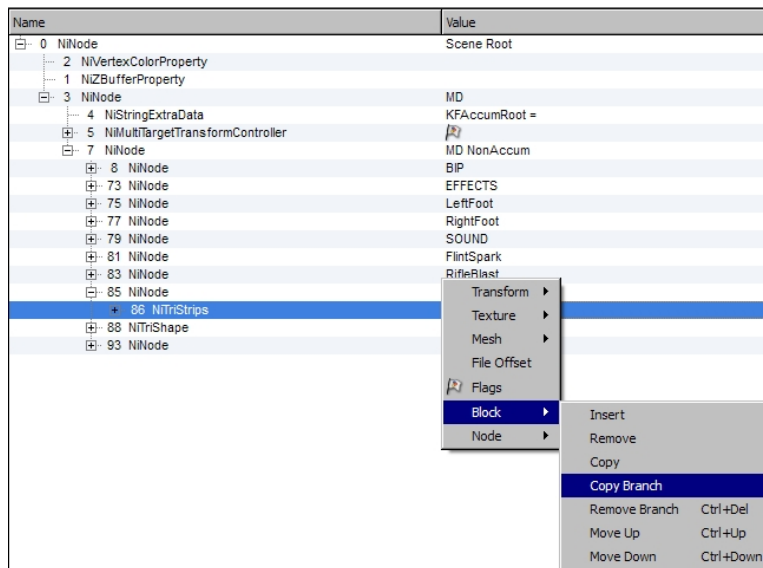 Name Value
0 NiNode Scene Root
2 NiVertexColorProperty
1 NiZBufferProperty
3 NiNode MD
4 NiStringExtraData KFAccumRoot =
5 NiMultiTargetTransformController
7 NiNode MD NonAccum
8 NiNode BIP
73 NiNode EFFECTS
75 NiNode LeftFoot
77 NiNode RightFoot
79 NiNode SOUND
81 NiNode FlintSpark
83 NiNode RifleBlast
85 NiNode
86 NiTriStrips
88 NiTriShape
93 NiNode
Transform
Texture
Mesh
File Offset
Flags
Block
Node
Insert
Remove
Copy
Copy Branch
Remove Branch Ctrl+Del
Move Up Ctrl+Up
Move Down Ctrl+Down